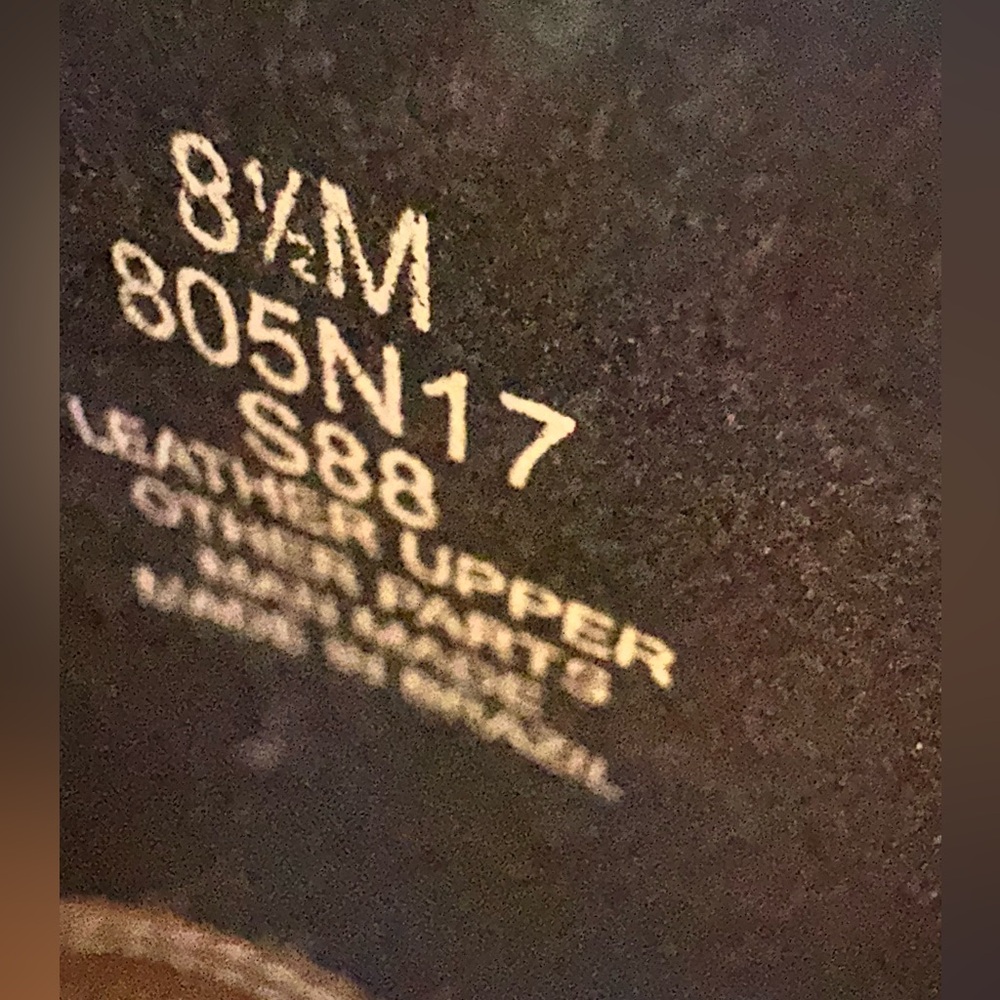 8½M
805N17
S88
LEATHER UPPER
OTHER PARTS
MAN MADE
MADE IN BRAZIL